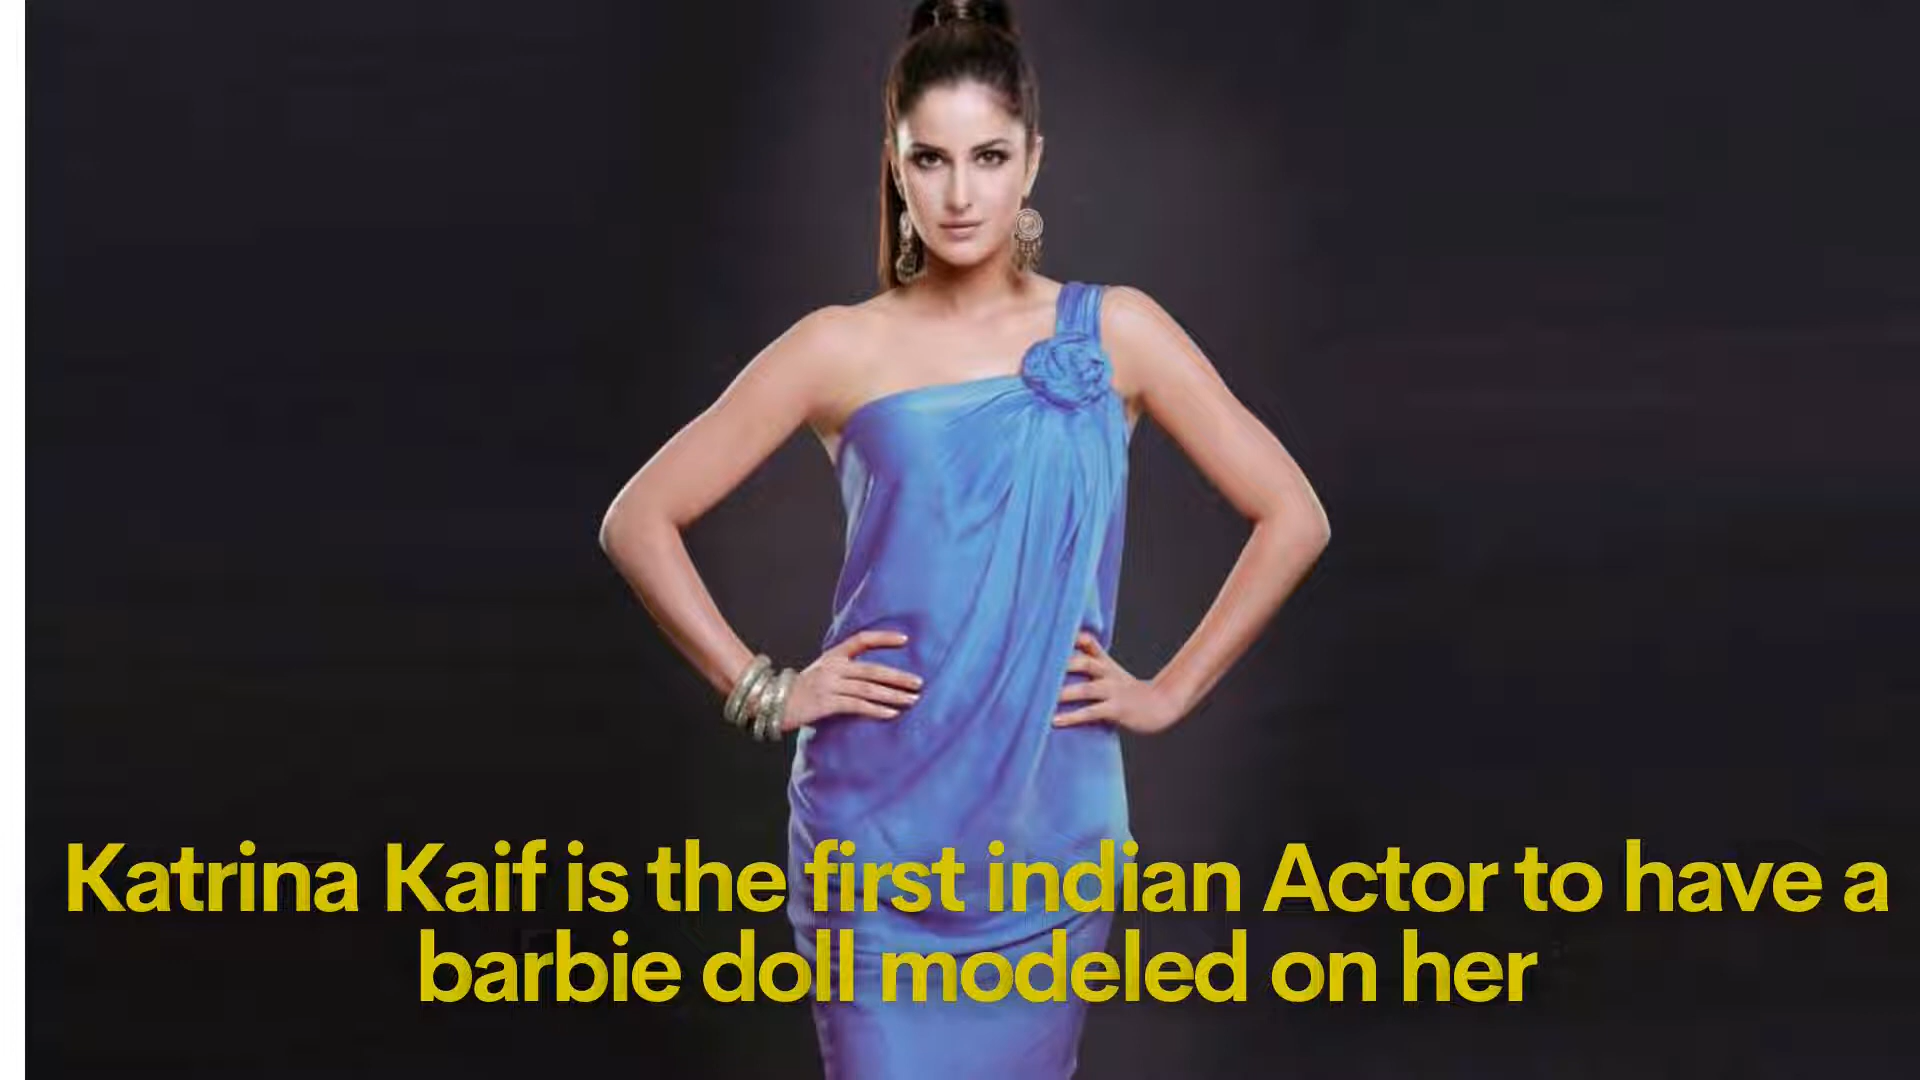 Katrina Kaif is the first indian Actor to have a
barbie doll modeled on her